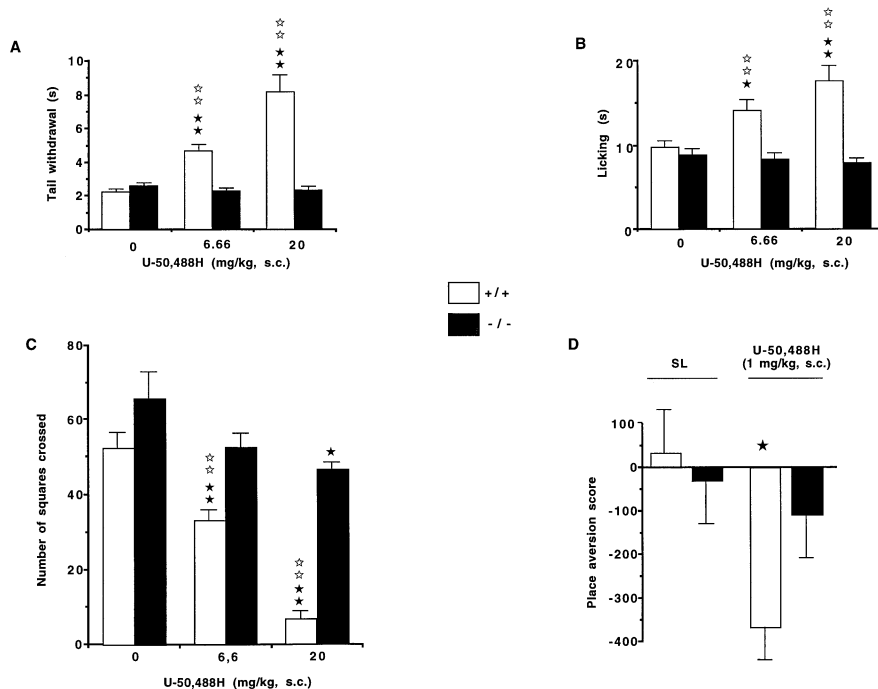 A
Tail withdrawal (s)
10
8
6
4
2
0
☆
☆
★
★
☆
☆
★
★
0 6.66 20
U-50,488H (mg/kg, s.c.)
B
Licking (s)
20
10
0
☆
☆
★
☆
☆
★
★
0 6.66 20
U-50,488H (mg/kg, s.c.)
+/+
-/-
C
Number of squares crossed
80
60
40
20
0
☆
☆
★
★
☆
☆
★
★
★
0 6,6 20
U-50,488H (mg/kg, s.c.)
D
SL
U-50,488H
(1 mg/kg, s.c.)
Place aversion score
100
0
-100
-200
-300
-400
★